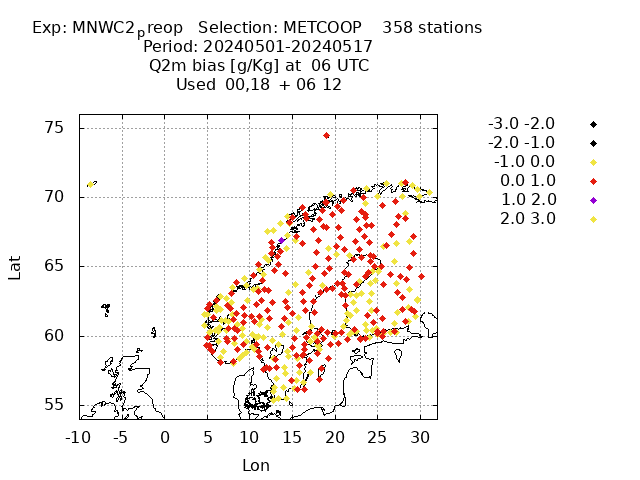 Exp: MNWC2preop   Selection: METCOOP    358 stations
Period: 20240501-20240517
Q2m bias [g/Kg] at  06 UTC
Used  00,18  + 06 12
-3.0 -2.0
-2.0 -1.0
-1.0 0.0
0.0 1.0
1.0 2.0
2.0 3.0
75
70
65
60
55
Lat
-10 -5 0 5 10 15 20 25 30
Lon